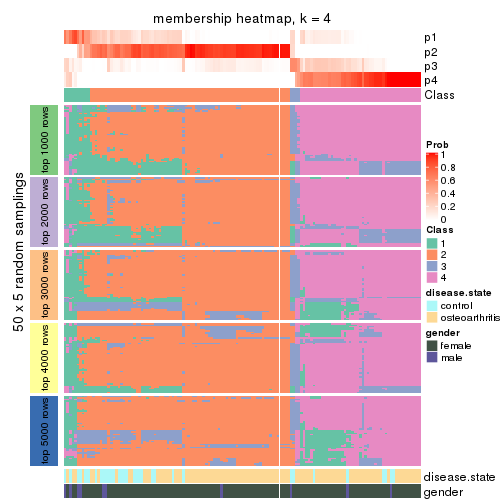 membership heatmap, k = 4
p1
p2
p3
p4
Class
50 x 5 random samplings
top 1000 rows
top 2000 rows
top 3000 rows
top 4000 rows
top 5000 rows
Prob
1
0.8
0.6
0.4
0.2
0
Class
1
2
3
4
disease.state
control
osteoarthritis
gender
female
male
disease.state
gender